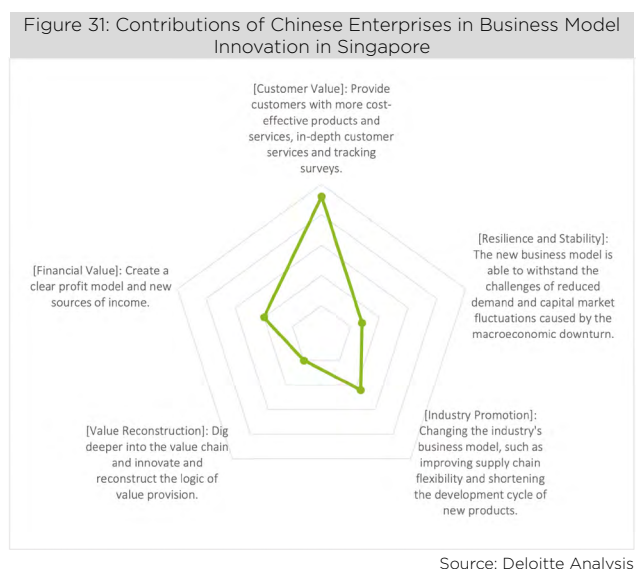 Figure 31: Contributions of Chinese Enterprises in Business Model
Innovation in Singapore
[Customer Value]: Provide
customers with more cost-
effective products and
services, in-depth customer
services and tracking
surveys.
[Resilience and Stability]:
The new business model is
able to withstand the
challenges of reduced
demand and capital market
fluctuations caused by the
macroeconomic downturn.
[Industry Promotion]:
Changing the industry's
business model, such as
improving supply chain
flexibility and shortening
the development cycle of
new products.
[Value Reconstruction]: Dig
deeper into the value chain
and innovate and
reconstruct the logic of
value provision.
[Financial Value]: Create a
clear profit model and new
sources of income.
Source: Deloitte Analysis